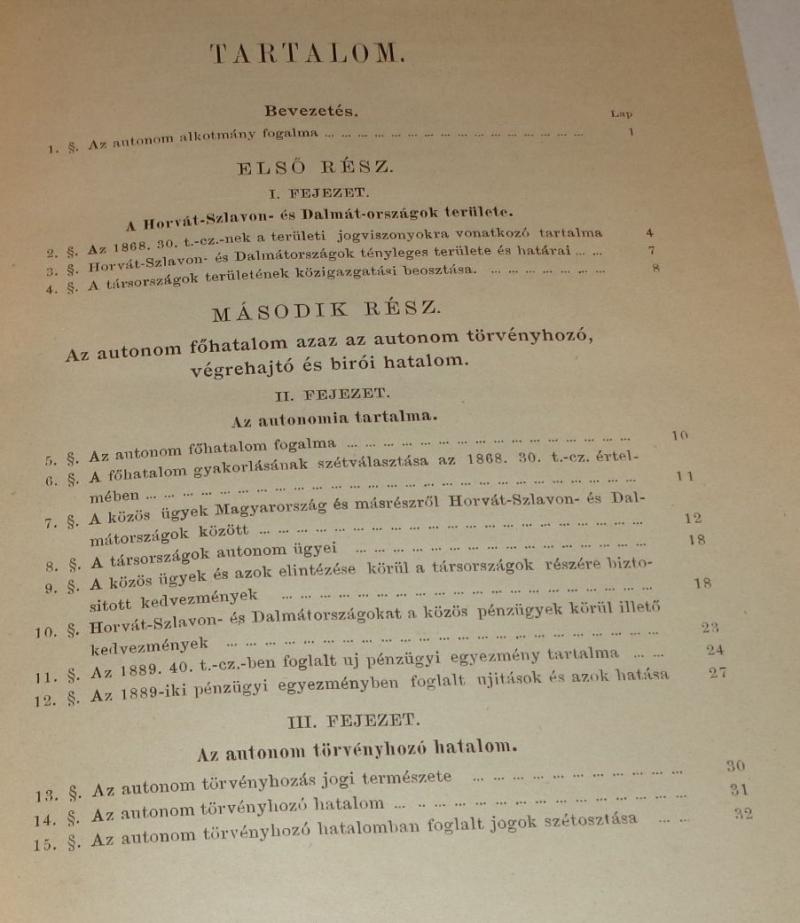 TARTALOM.
Bevezetés.
Lap
1. §. Az autonom alkotmány fogalma ... ... ... ... ... ... ... ... ... ... ... ... ... ... ... ... 1
ELSŐ RÉSZ.
I. FEJEZET.
A Horvát-Szlavon- és Dalmát-országok területe.
2. §. Az 1868. 30. t.-cz.-nek a területi jogviszonyokra vonatkozó tartalma 4
3. §. Horvát-Szlavon- és Dalmátországok tényleges területe és határai ... ... 7
4. §. A társországok területének közigazgatási beosztása. ... ... ... ... ... ... ... 8
MÁSODIK RÉSZ.
Az autonom főhatalom azaz az autonom törvényhozó,
végrehajtó és birói hatalom.
II. FEJEZET.
Az autonomia tartalma.
5. §. Az autonom főhatalom fogalma ... ... ... ... ... ... ... ... ... ... ... ... ... ... 10
6. §. A főhatalom gyakorlásának szétválasztása az 1868. 30. t.-cz. értel-
mében ... ... ... ... ... ... ... ... ... ... ... ... ... ... ... ... ... ... ... ... ... ... 11
7. §. A közös ügyek Magyarország és másrészről Horvát-Szlavon- és Dal-
mátországok között ... ... ... ... ... ... ... ... ... ... ... ... ... ... ... ... 12
8. §. A társországok autonom ügyei ... ... ... ... ... ... ... ... ... ... ... ... ... 18
9. §. A közös ügyek és azok elintézése körül a társországok részére bizto-
sitott kedvezmények ... ... ... ... ... ... ... ... ... ... ... ... ... ... ... ... 18
10. §. Horvát-Szlavon- és Dalmátországokat a közös pénzügyek körül illető
kedvezmények ... ... ... ... ... ... ... ... ... ... ... ... ... ... ... ... ... ... 23
11. §. Az 1889. 40. t.-cz.-ben foglalt uj pénzügyi egyezmény tartalma ... ... 24
12. §. Az 1889-iki pénzügyi egyezményben foglalt ujitások és azok hatása 27
III. FEJEZET.
Az autonom törvényhozó hatalom.
13. §. Az autonom törvényhozás jogi természete ... ... ... ... ... ... ... ... ... 30
14. §. Az autonom törvényhozó hatalom ... .. ... ... ... ... ... ... ... ... ... ... 31
15. §. Az autonom törvényhozó hatalomban foglalt jogok szétosztása ... ... 32